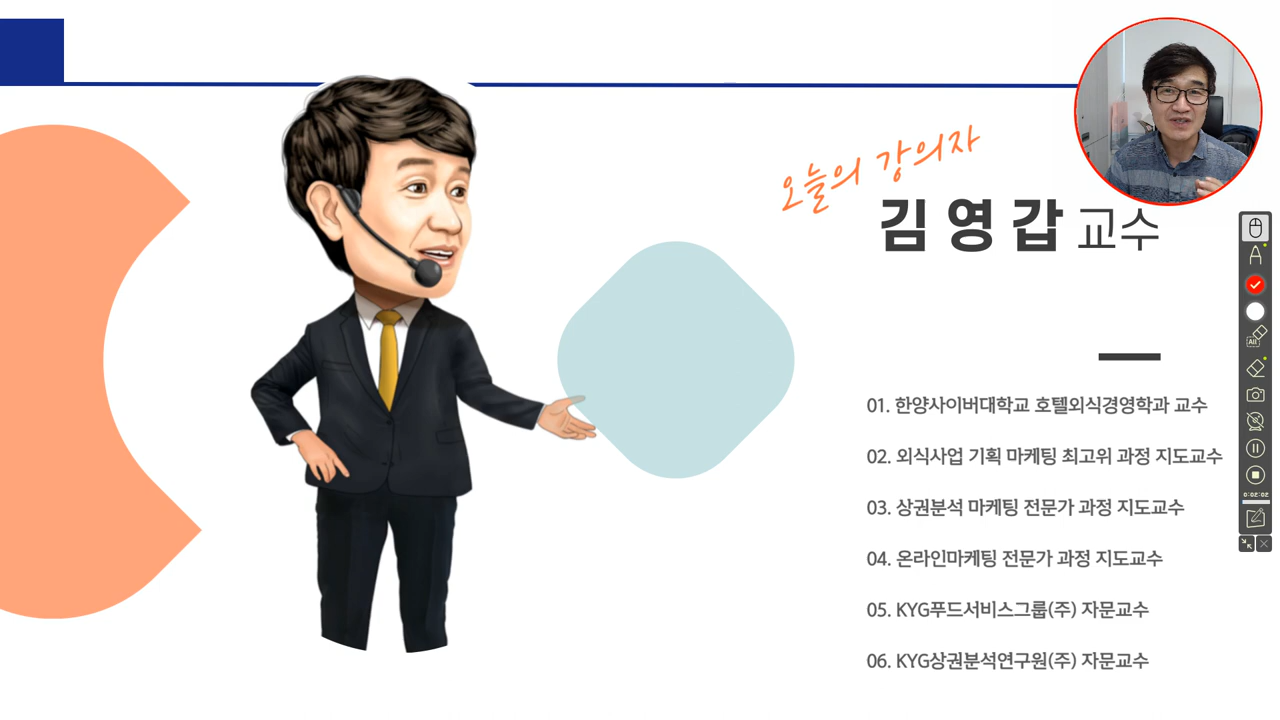 오늘의 강의자
김영갑 교수
01. 한양사이버대학교 호텔외식경영학과 교수
02. 외식사업 기획 마케팅 최고위 과정 지도교수
03. 상권분석 마케팅 전문가 과정 지도교수
04. 온라인마케팅 전문가 과정 지도교수
05. KYG푸드서비스그룹(주) 자문교수
06. KYG상권분석연구원(주) 자문교수
A
All
0:02:02